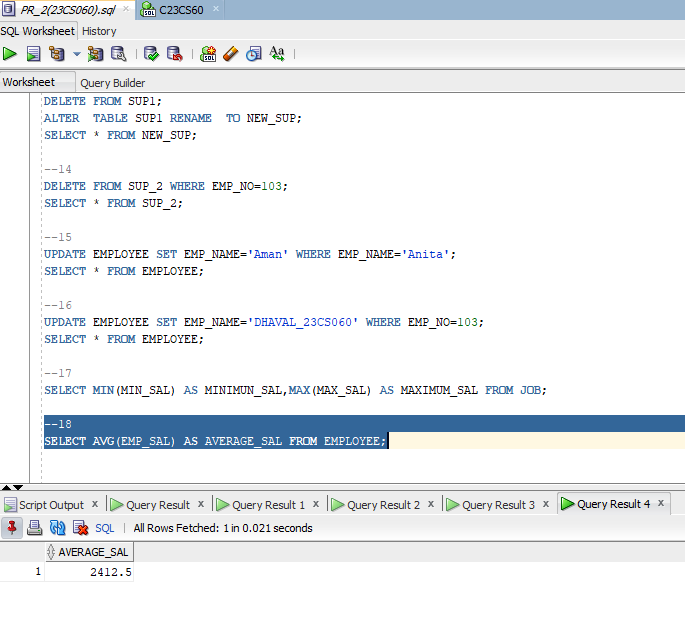 PR_2(23CS060).sql × C23CS60 ×
SQL Worksheet History
Worksheet Query Builder
DELETE FROM SUP1;
ALTER  TABLE SUP1 RENAME  TO NEW_SUP;
SELECT * FROM NEW_SUP;
--14
DELETE FROM SUP_2 WHERE EMP_NO=103;
SELECT * FROM SUP_2;
--15
UPDATE EMPLOYEE SET EMP_NAME='Aman' WHERE EMP_NAME='Anita';
SELECT * FROM EMPLOYEE;
--16
UPDATE EMPLOYEE SET EMP_NAME='DHAVAL_23CS060' WHERE EMP_NO=103;
SELECT * FROM EMPLOYEE;
--17
SELECT MIN(MIN_SAL) AS MINIMUN_SAL,MAX(MAX_SAL) AS MAXIMUM_SAL FROM JOB;
--18
SELECT AVG(EMP_SAL) AS AVERAGE_SAL FROM EMPLOYEE;
Script Output × Query Result × Query Result 1 × Query Result 2 × Query Result 3 × Query Result 4 ×
SQL | All Rows Fetched: 1 in 0.021 seconds
AVERAGE_SAL
1 2412.5